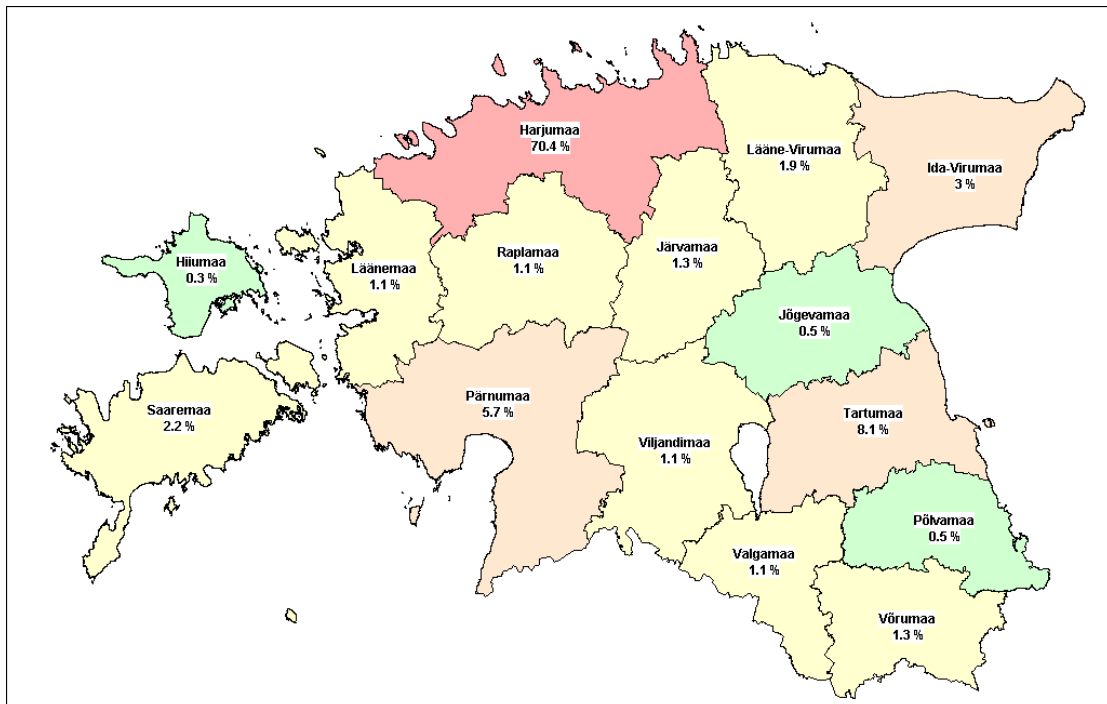 Harjumaa
70.4 %
Lääne-Virumaa
1.9 %
Ida-Virumaa
3 %
Hiiumaa
0.3 %
Läänemaa
1.1 %
Raplamaa
1.1 %
Järvamaa
1.3 %
Jõgevamaa
0.5 %
Saaremaa
2.2 %
Pärnumaa
5.7 %
Viljandimaa
1.1 %
Tartumaa
8.1 %
Põlvamaa
0.5 %
Valgamaa
1.1 %
Võrumaa
1.3 %